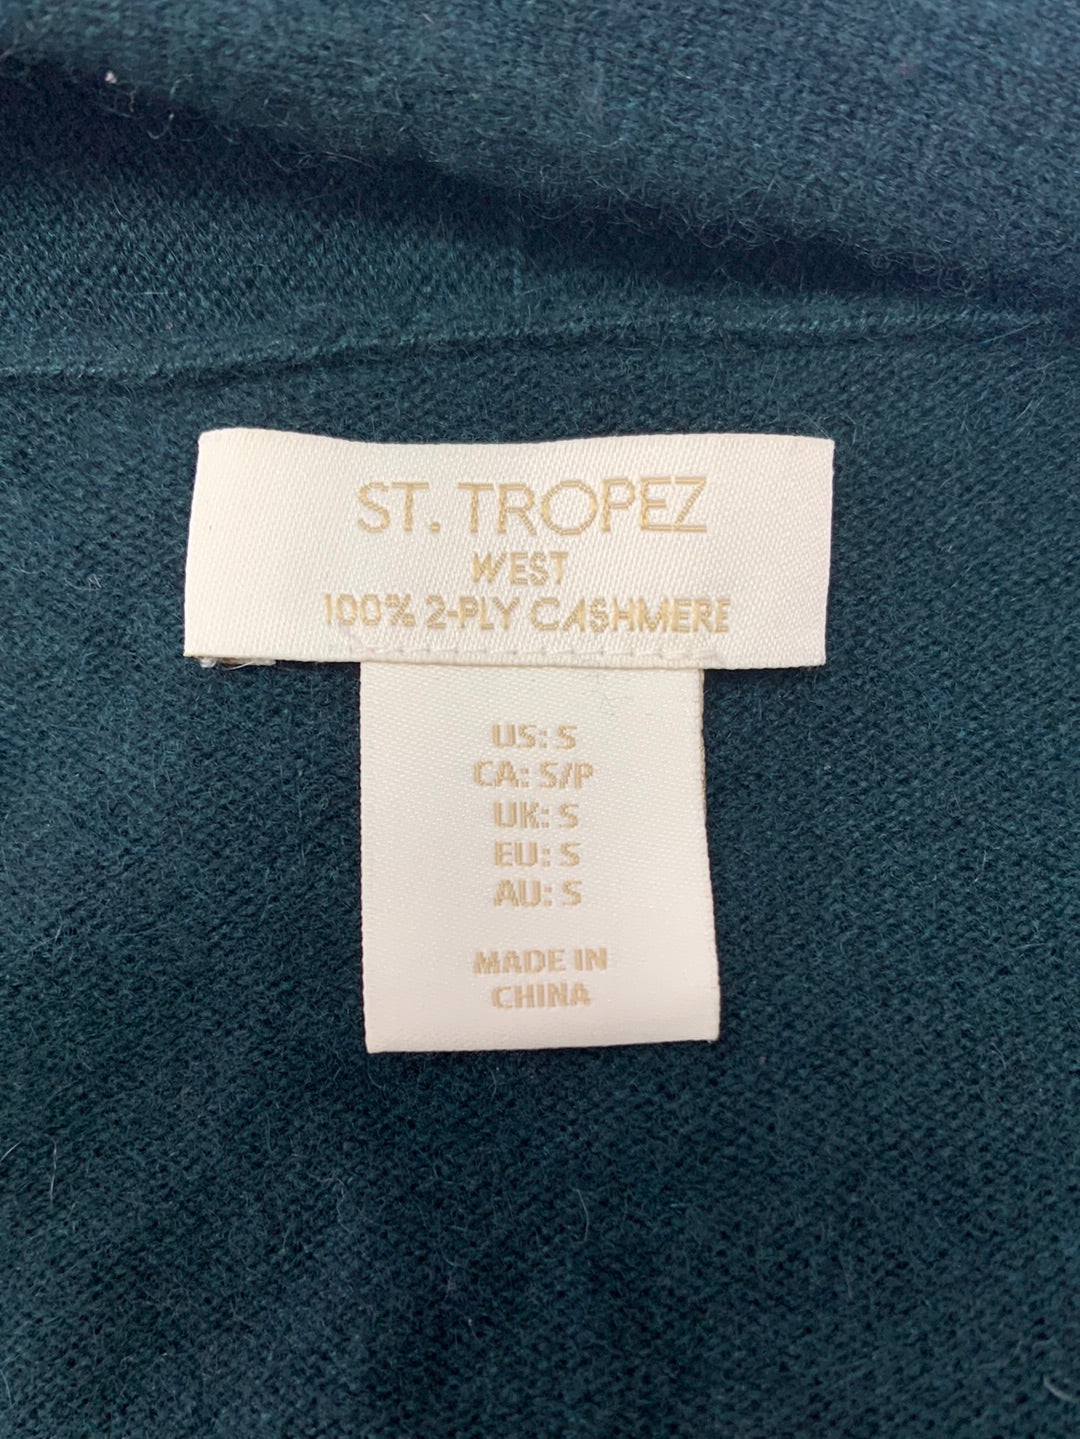 ST. TROPEZ
WEST
100% 2-PLY CASHMERE
US: S
CA: S/P
UK: S
EU: S
AU: S
MADE IN
CHINA